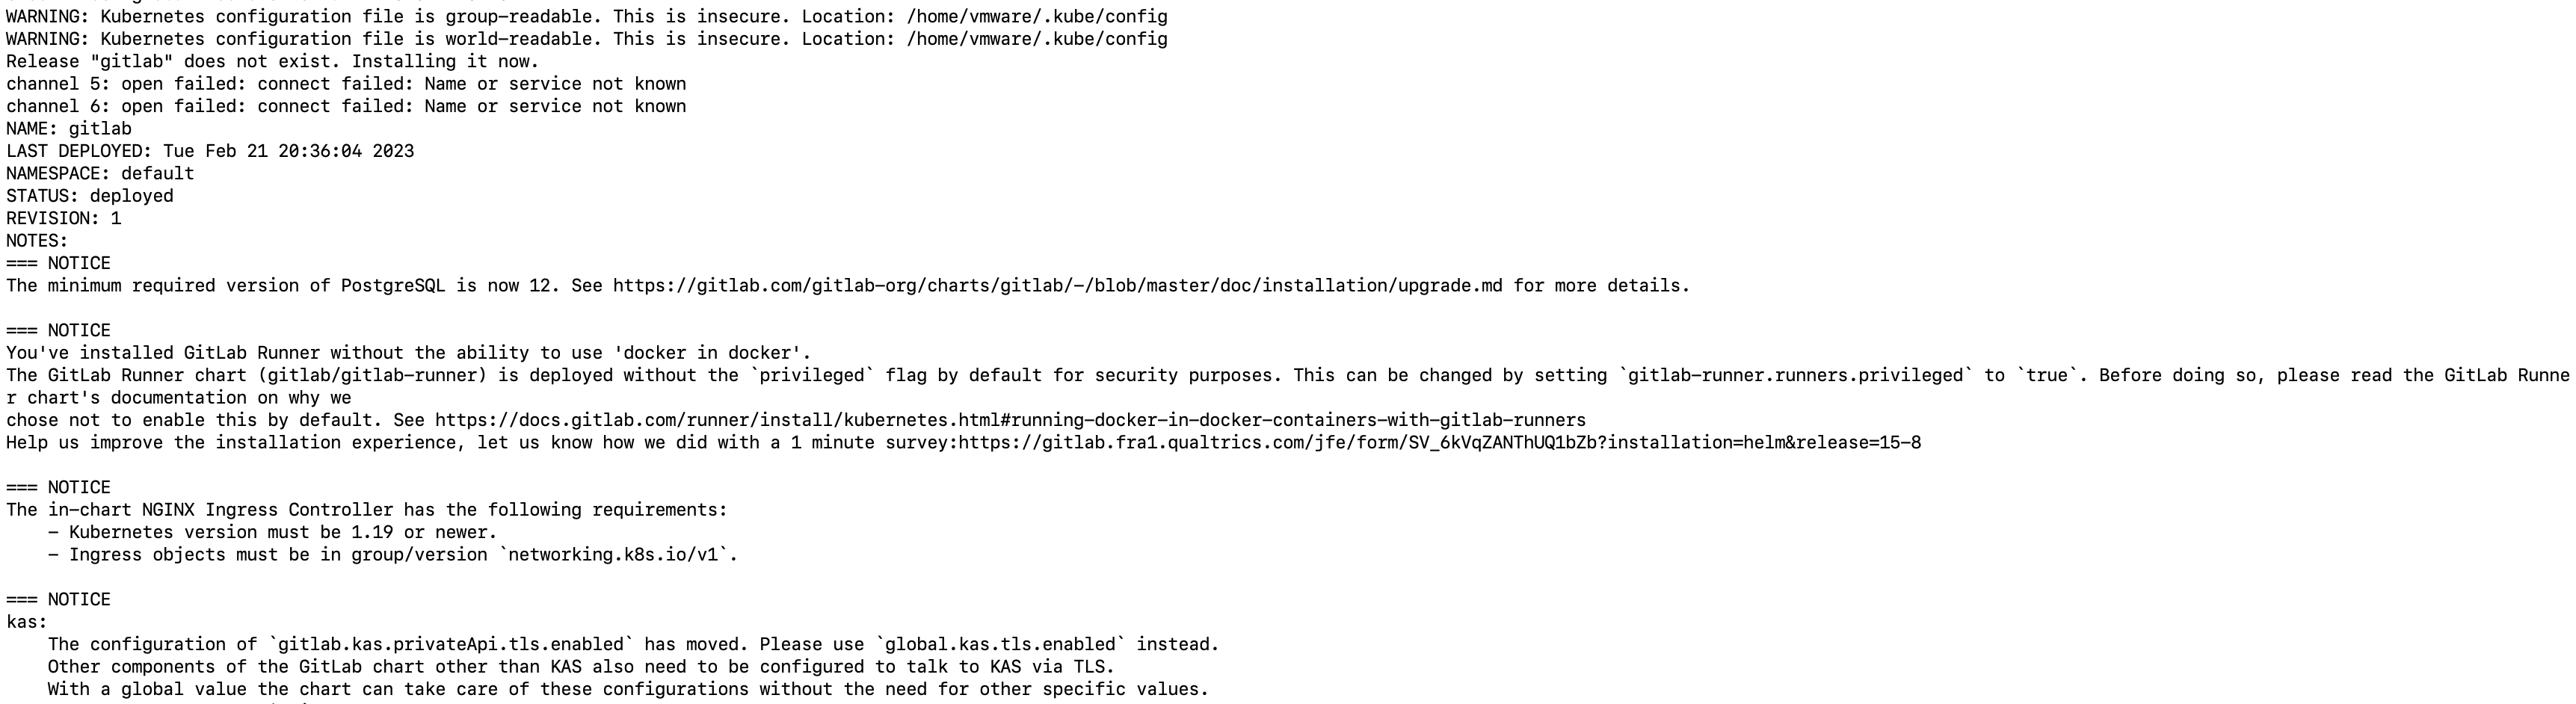 WARNING: Kubernetes configuration file is group-readable. This is insecure. Location: /home/vmware/.kube/config
WARNING: Kubernetes configuration file is world-readable. This is insecure. Location: /home/vmware/.kube/config
Release "gitlab" does not exist. Installing it now.
channel 5: open failed: connect failed: Name or service not known
channel 6: open failed: connect failed: Name or service not known
NAME: gitlab
LAST DEPLOYED: Tue Feb 21 20:36:04 2023
NAMESPACE: default
STATUS: deployed
REVISION: 1
NOTES:
=== NOTICE
The minimum required version of PostgreSQL is now 12. See https://gitlab.com/gitlab-org/charts/gitlab/-/blob/master/doc/installation/upgrade.md for more details.

=== NOTICE
You've installed GitLab Runner without the ability to use 'docker in docker'.
The GitLab Runner chart (gitlab/gitlab-runner) is deployed without the `privileged` flag by default for security purposes. This can be changed by setting `gitlab-runner.runners.privileged` to `true`. Before doing so, please read the GitLab Runne
r chart's documentation on why we
chose not to enable this by default. See https://docs.gitlab.com/runner/install/kubernetes.html#running-docker-in-docker-containers-with-gitlab-runners
Help us improve the installation experience, let us know how we did with a 1 minute survey:https://gitlab.fra1.qualtrics.com/jfe/form/SV_6kVqZANThUQ1bZb?installation=helm&release=15-8

=== NOTICE
The in-chart NGINX Ingress Controller has the following requirements:
    - Kubernetes version must be 1.19 or newer.
    - Ingress objects must be in group/version `networking.k8s.io/v1`.

=== NOTICE
kas:
    The configuration of `gitlab.kas.privateApi.tls.enabled` has moved. Please use `global.kas.tls.enabled` instead.
    Other components of the GitLab chart other than KAS also need to be configured to talk to KAS via TLS.
    With a global value the chart can take care of these configurations without the need for other specific values.